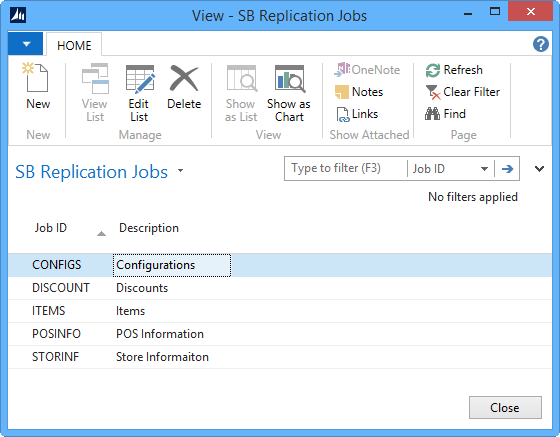 View - SB Replication Jobs
HOME
New
View List
Edit List
Delete
Show as List
Show as Chart
OneNote
Notes
Links
Refresh
Clear Filter
Find
New
Manage
View
Show Attached
Page
SB Replication Jobs
Type to filter (F3)
Job ID
No filters applied
Job ID Description
CONFIGS Configurations
DISCOUNT Discounts
ITEMS Items
POSINFO POS Information
STORINF Store Informaiton
Close